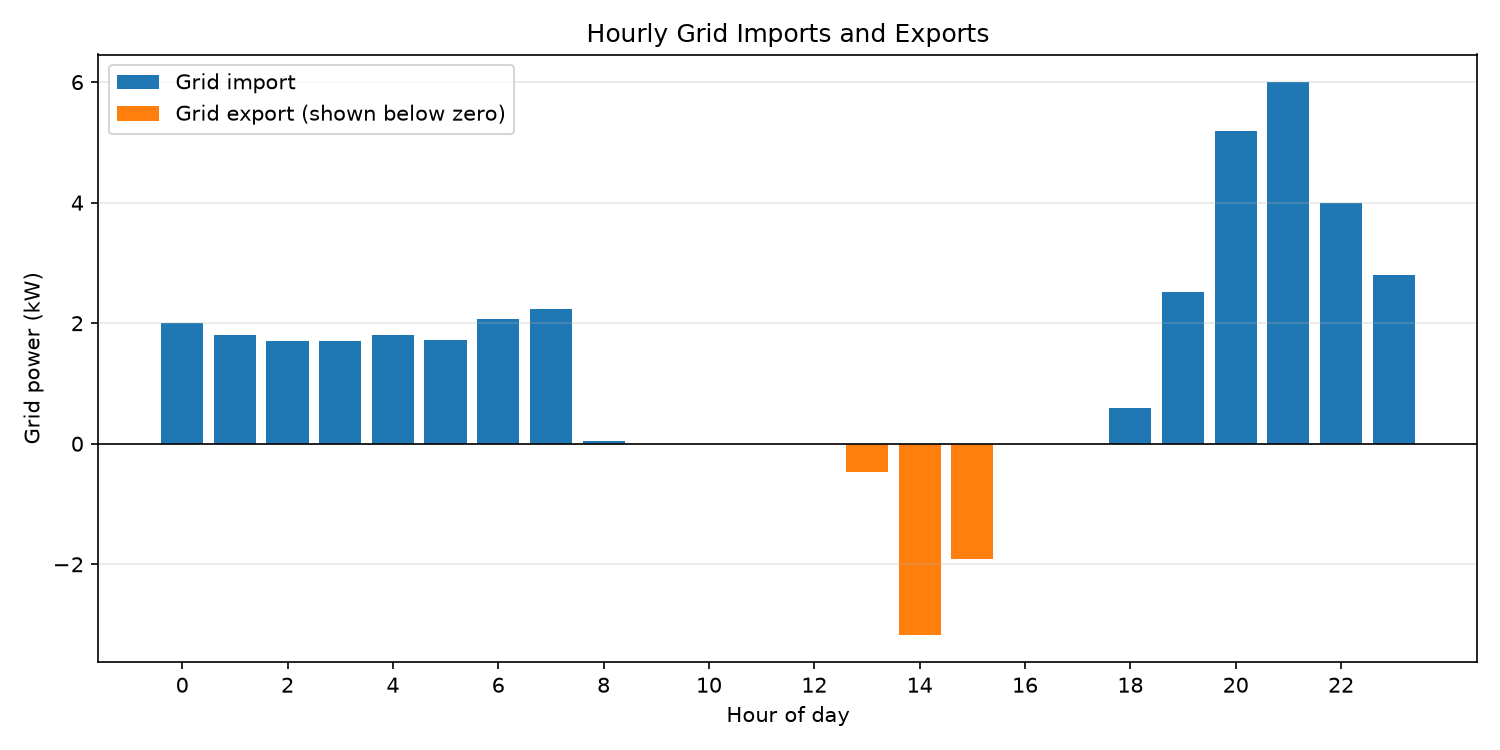 Hourly Grid Imports and Exports
Grid import
Grid export (shown below zero)
Grid power (kW)
6
4
2
0
−2
0 2 4 6 8 10 12 14 16 18 20 22
Hour of day